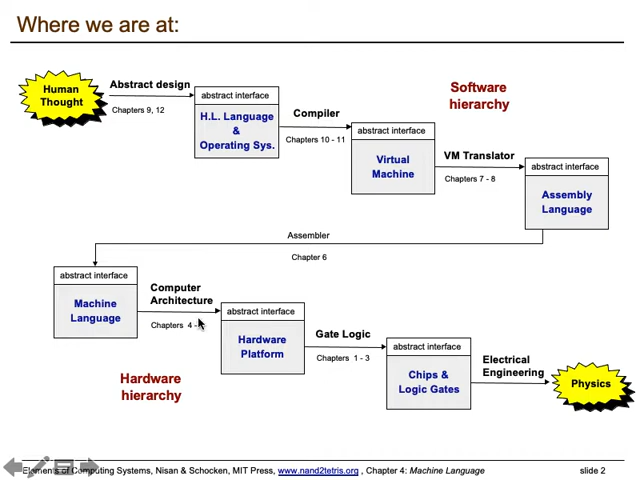 Where we are at:
Human
Thought
Abstract design
Chapters 9, 12
abstract interface
H.L. Language
&
Operating Sys.
Compiler
Chapters 10 - 11
abstract interface
Virtual
Machine
Software
hierarchy
VM Translator
Chapters 7 - 8
abstract interface
Assembly
Language
Assembler
Chapter 6
abstract interface
Machine
Language
Computer
Architecture
Chapters 4 -
abstract interface
Hardware
Platform
Gate Logic
Chapters 1 - 3
abstract interface
Chips &
Logic Gates
Electrical
Engineering
Physics
Hardware
hierarchy
Elements of Computing Systems, Nisan & Schocken, MIT Press, www.nand2tetris.org , Chapter 4: Machine Language
slide 2